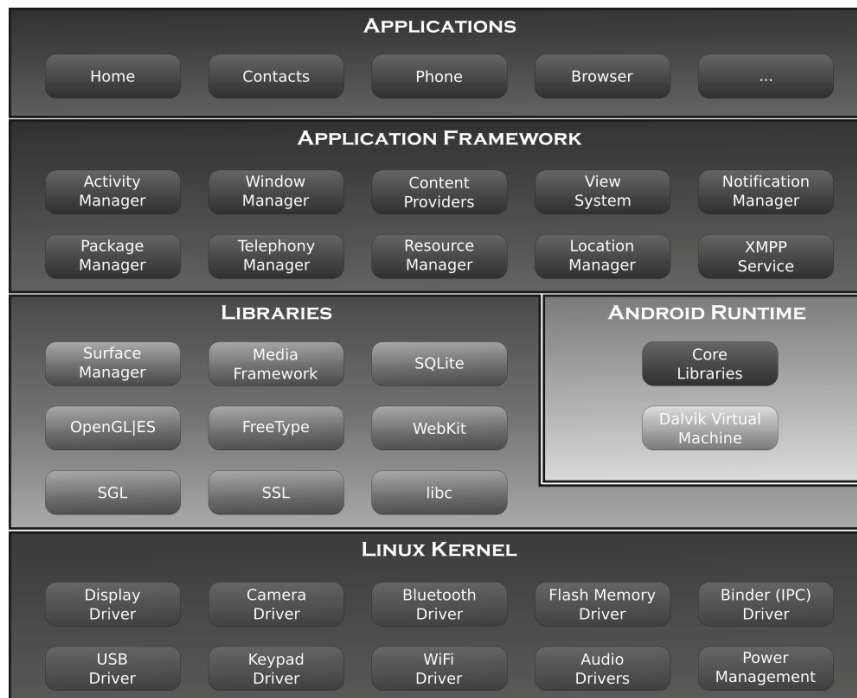 APPLICATIONS
Home
Contacts
Phone
Browser
...
APPLICATION FRAMEWORK
Activity
Manager
Window
Manager
Content
Providers
View
System
Notification
Manager
Package
Manager
Telephony
Manager
Resource
Manager
Location
Manager
XMPP
Service
LIBRARIES
Surface
Manager
Media
Framework
SQLite
OpenGL|ES
FreeType
WebKit
SGL
SSL
libc
ANDROID RUNTIME
Core
Libraries
Dalvik Virtual
Machine
LINUX KERNEL
Display
Driver
Camera
Driver
Bluetooth
Driver
Flash Memory
Driver
Binder (IPC)
Driver
USB
Driver
Keypad
Driver
WiFi
Driver
Audio
Drivers
Power
Management